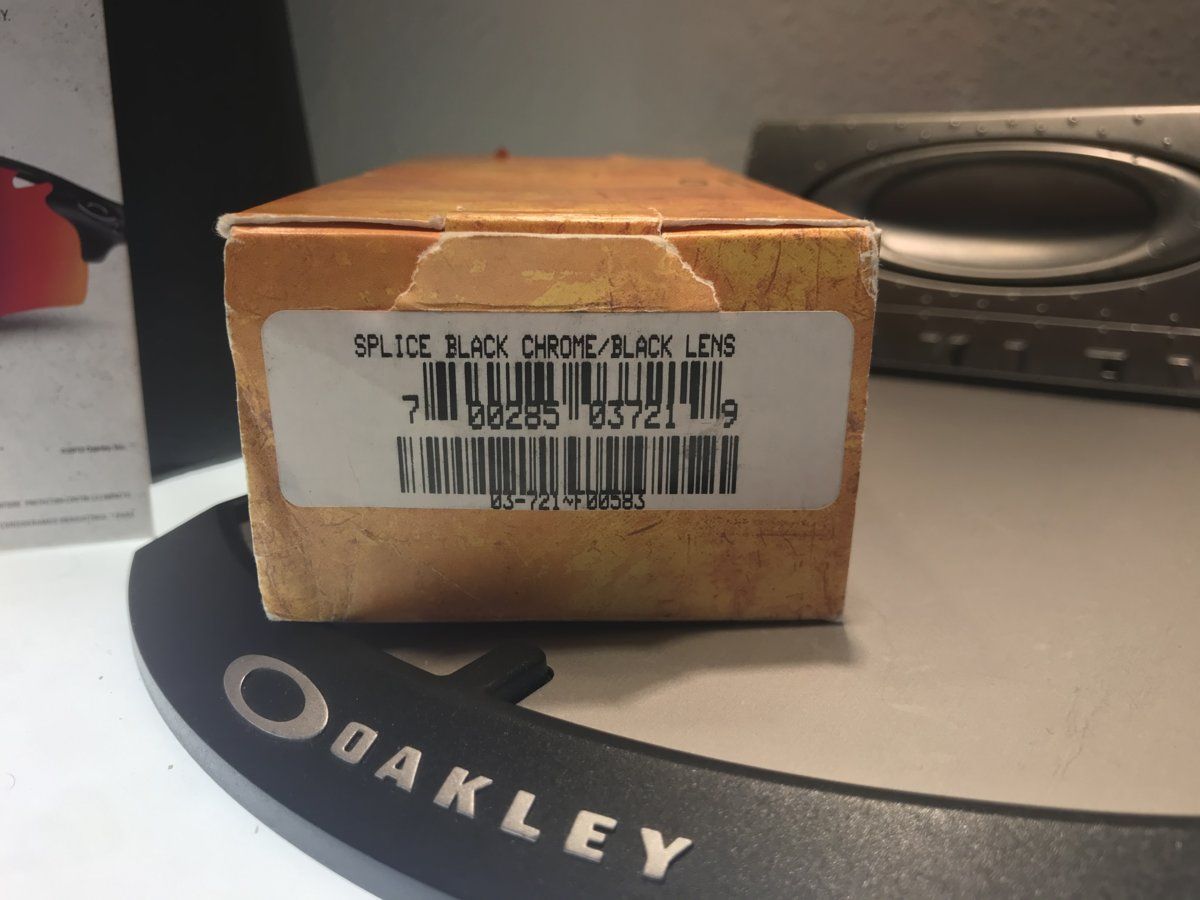 Y.
SPLICE BLACK CHROME/BLACK LENS
7 00285 03721 9
03-721~F00583
OAKLEY